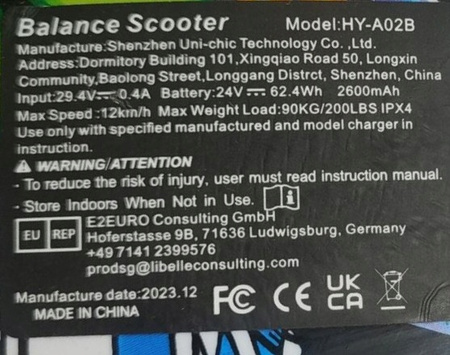 Balance Scooter Model:HY-A02B
Manufacture:Shenzhen Uni-chic Technology Co. ,Ltd.
Address:Dormitory Building 101,Xingqiao Road 50, Longxin
Community,Baolong Street,Longgang Distrct, Shenzhen, China
Input:29.4V⎓ 0.4A Battery:24V ⎓ 62.4Wh 2600mAh
Max Speed :12km/h Max Weight Load:90KG/200LBS IPX4
Use only with specified manufactured and model charger in
instruction.
⚠ WARNING/ATTENTION
- To reduce the risk of injury, user must read instruction manual.
- Store Indoors When Not in Use.
EU REP
E2EURO Consulting GmbH
Hoferstasse 9B, 71636 Ludwigsburg, Germany
+49 7141 2399576
prodsg@libelleconsulting.com
Manufacture date:2023.12
MADE IN CHINA
FC CE UK CA